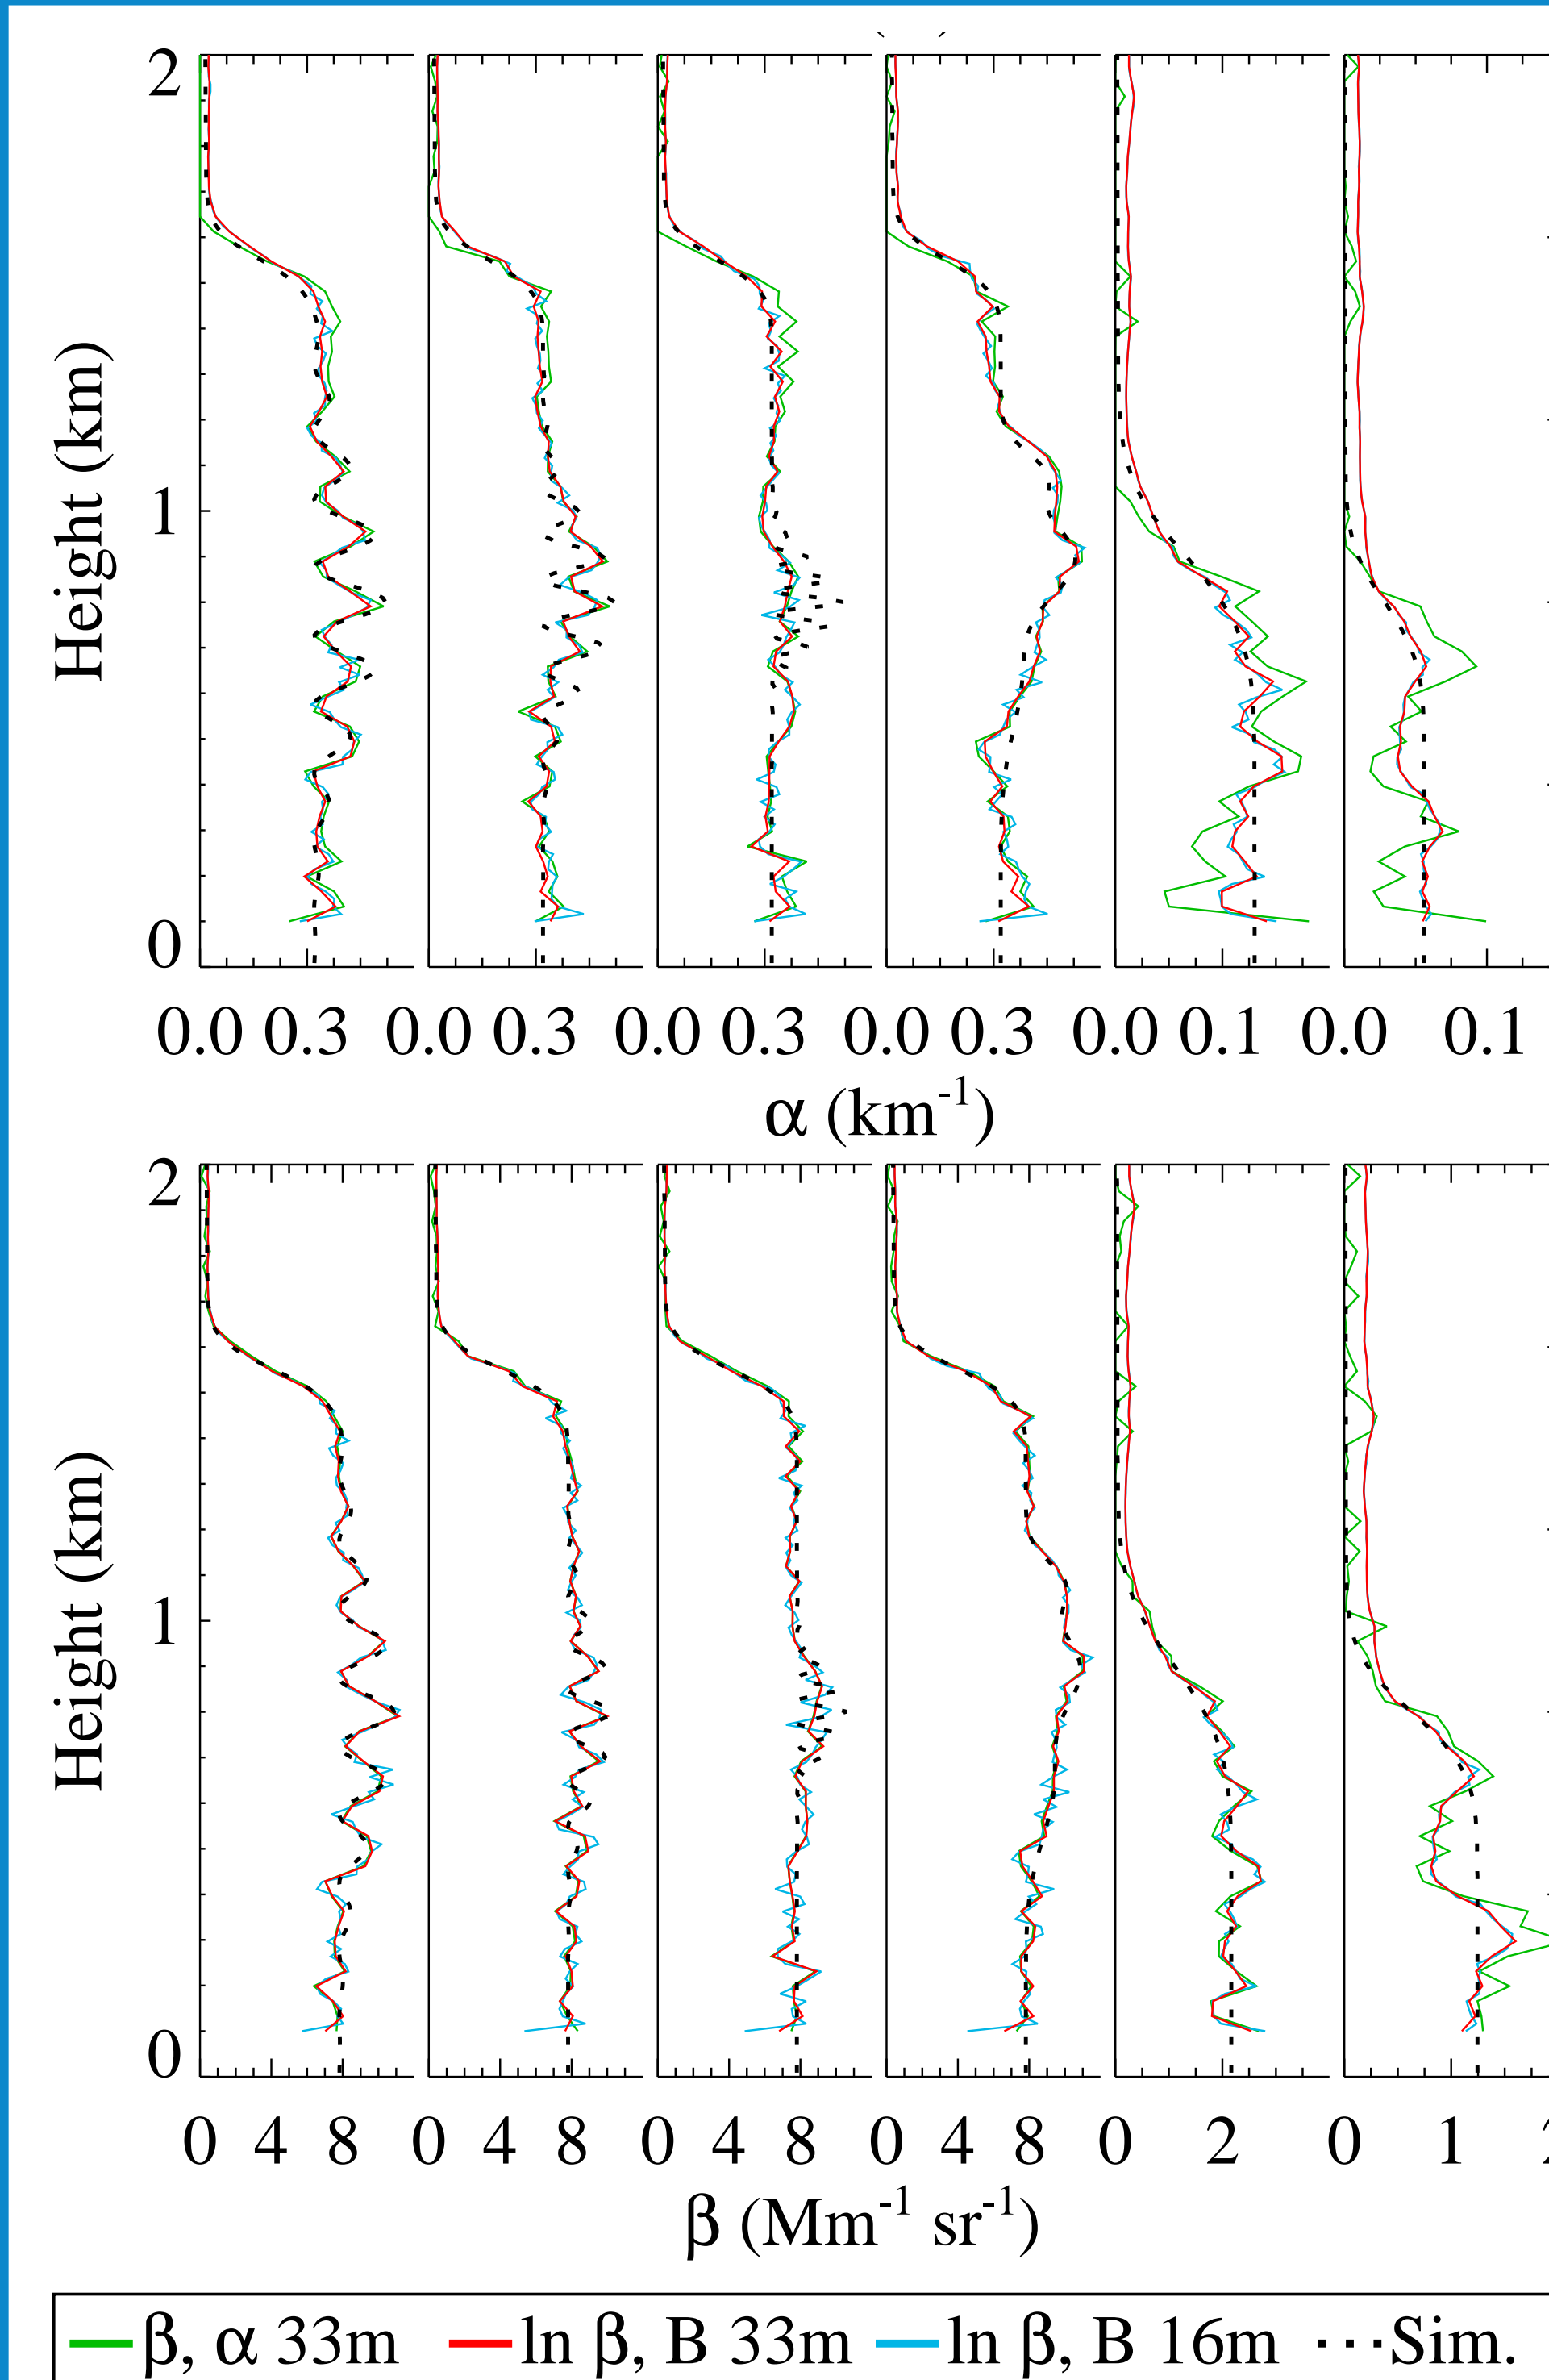 2
Height (km)
1
0
0.0 0.3 0.0 0.3 0.0 0.3 0.0 0.3 0.0 0.1 0.0 0.1
α (km-1)
2
Height (km)
1
0
0 4 8 0 4 8 0 4 8 0 4 8 0 2 0 1
β (Mm-1 sr-1)
β, α 33m ln β, B 33m ln β, B 16m Sim.